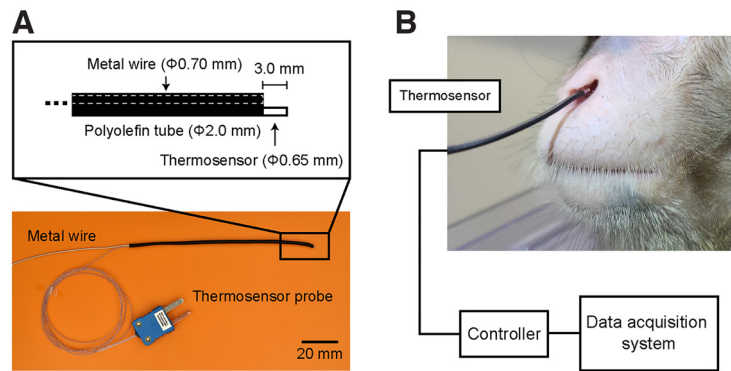 A
Metal wire (Φ0.70 mm)
3.0 mm
Polyolefin tube (Φ2.0 mm)
Thermosensor (Φ0.65 mm)
Metal wire
Thermosensor probe
20 mm
B
Thermosensor
Controller
Data acquisition
system